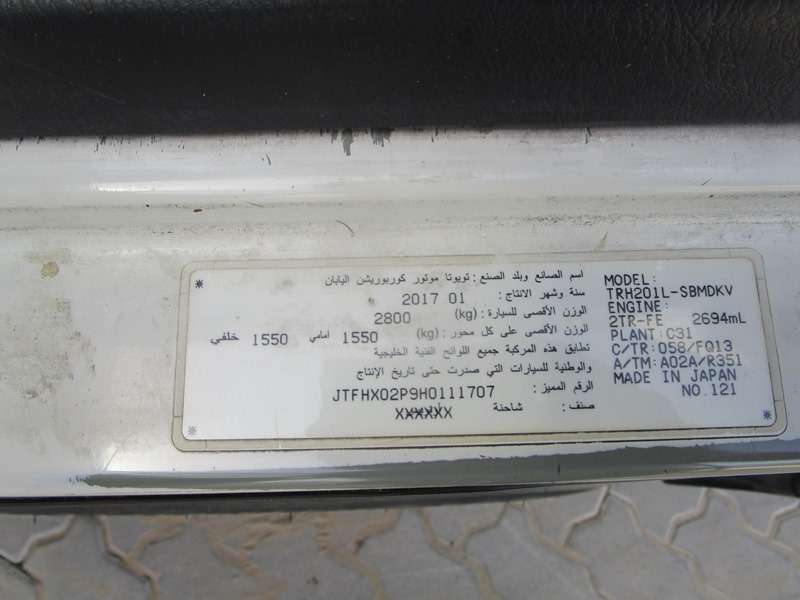 اسم الصانع وبلد الصنع : تويوتا موتور كوربوريشن اليابان
سنة وشهر الانتاج : 01 2017
الوزن الأقصى للسيارة : (kg) 2800
الوزن الأقصى على كل محور : (kg) 1550 امامي 1550 خلفي
تطابق هذه المركبة جميع اللوائح الفنية الخليجية
والوطنية للسيارات التي صدرت حتى تاريخ الإنتاج
الرقم المميز : JTFHX02P9H0111707
صنف : شاحنة XXXXXX
MODEL:
TRH201L-SBMDKV
ENGINE:
2TR-FE 2694mL
PLANT: C31
C/TR: 058/FQ13
A/TM: A02A/R351
MADE IN JAPAN
NO.121